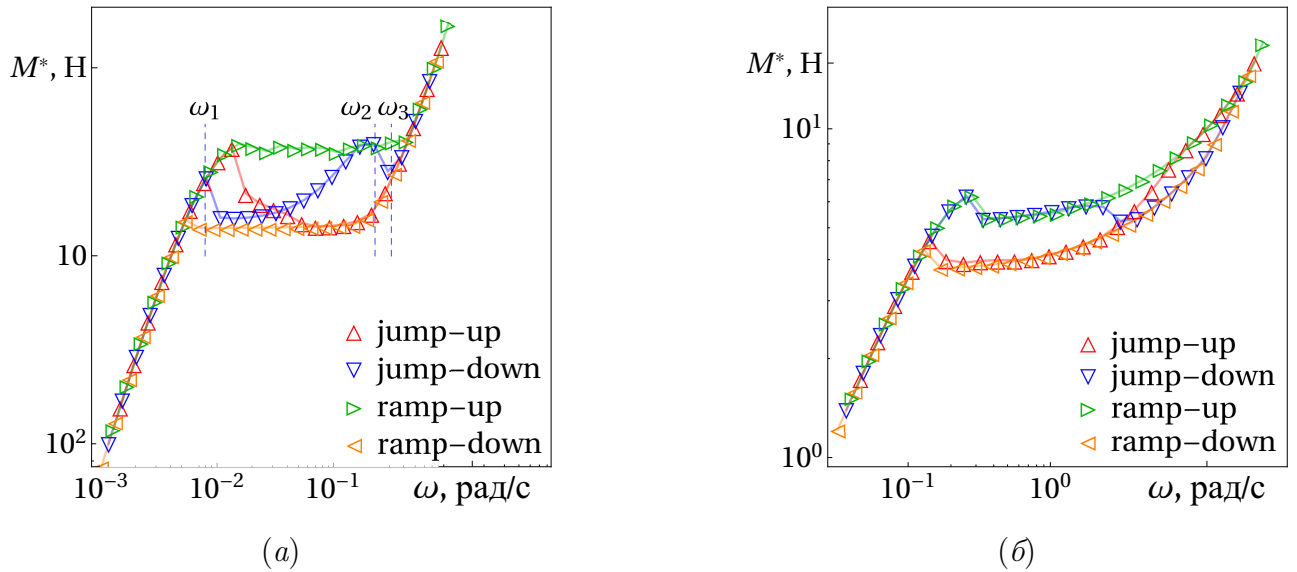 M*, Н
ω₁
ω₂
ω₃
10
10²
jump–up
jump–down
ramp–up
ramp–down
10⁻³
10⁻²
10⁻¹
ω, рад/с
(а)
M*, Н
10¹
10⁰
jump–up
jump–down
ramp–up
ramp–down
10⁻¹
10⁰
ω, рад/с
(б)